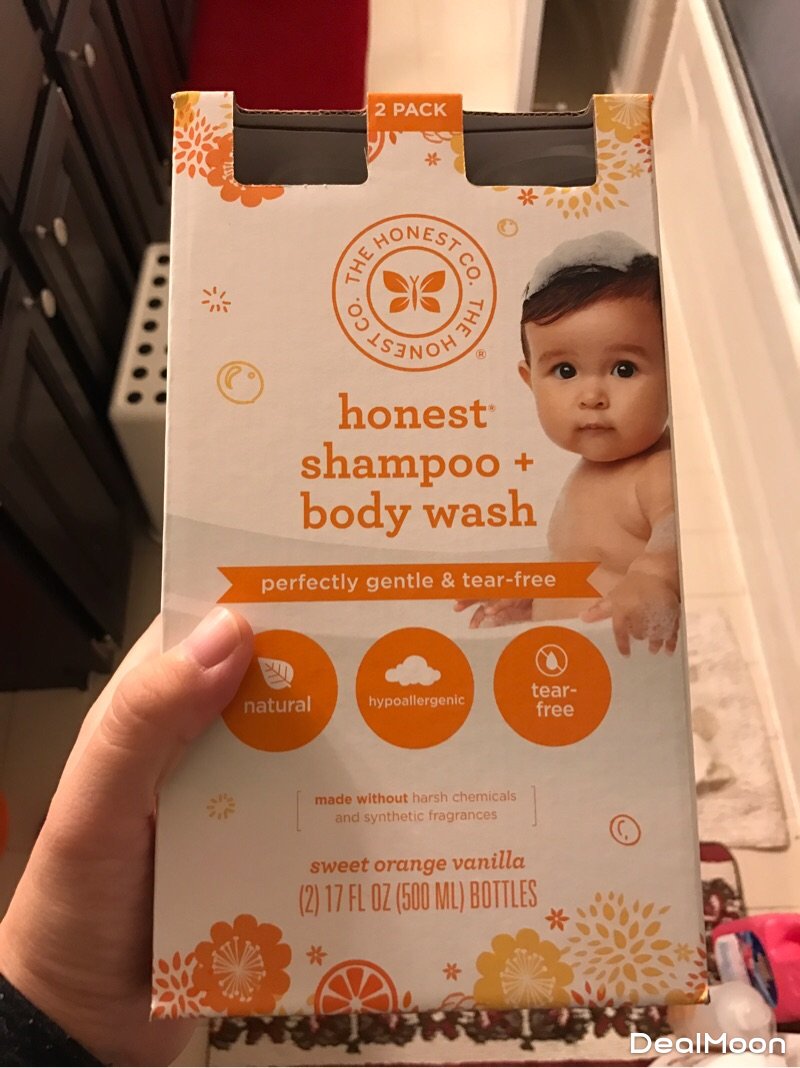 2 PACK
THE HONEST CO. THE HONEST CO.
®
honest®
shampoo +
body wash
perfectly gentle & tear-free
natural
hypoallergenic
tear-
free
made without harsh chemicals
and synthetic fragrances
sweet orange vanilla
(2) 17 FL OZ (500 ML) BOTTLES
DealMoon